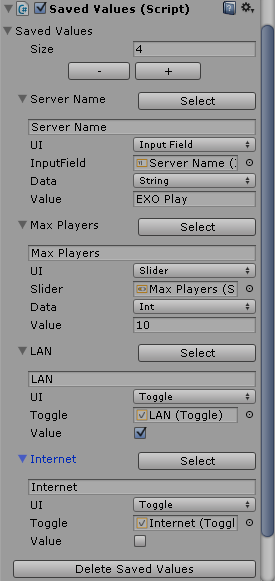 Saved Values (Script)
Saved Values
Size 4
- +
Server Name Select
Server Name
UI Input Field
InputField Server Name (I
Data String
Value EXO Play
Max Players Select
Max Players
UI Slider
Slider Max Players (S
Data Int
Value 10
LAN Select
LAN
UI Toggle
Toggle LAN (Toggle)
Value
Internet Select
Internet
UI Toggle
Toggle Internet (Toggl
Value
Delete Saved Values